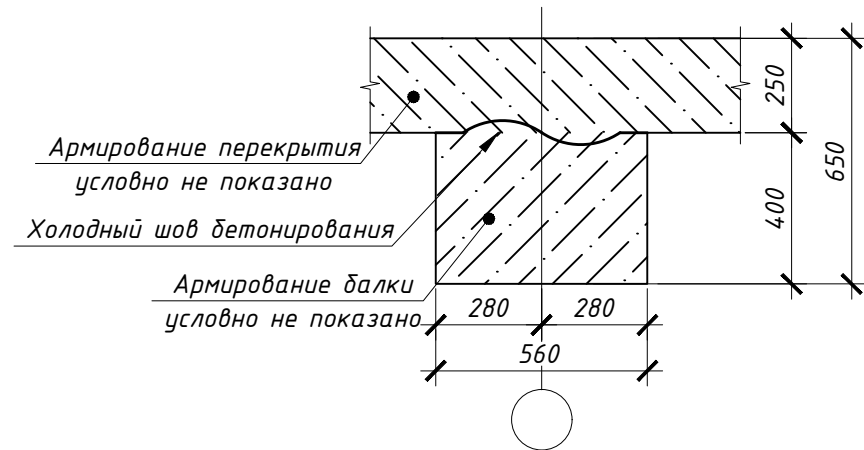 Армирование перекрытия
условно не показано
Холодный шов бетонирования
Армирование балки
условно не показано
280 280
560
250
400
650